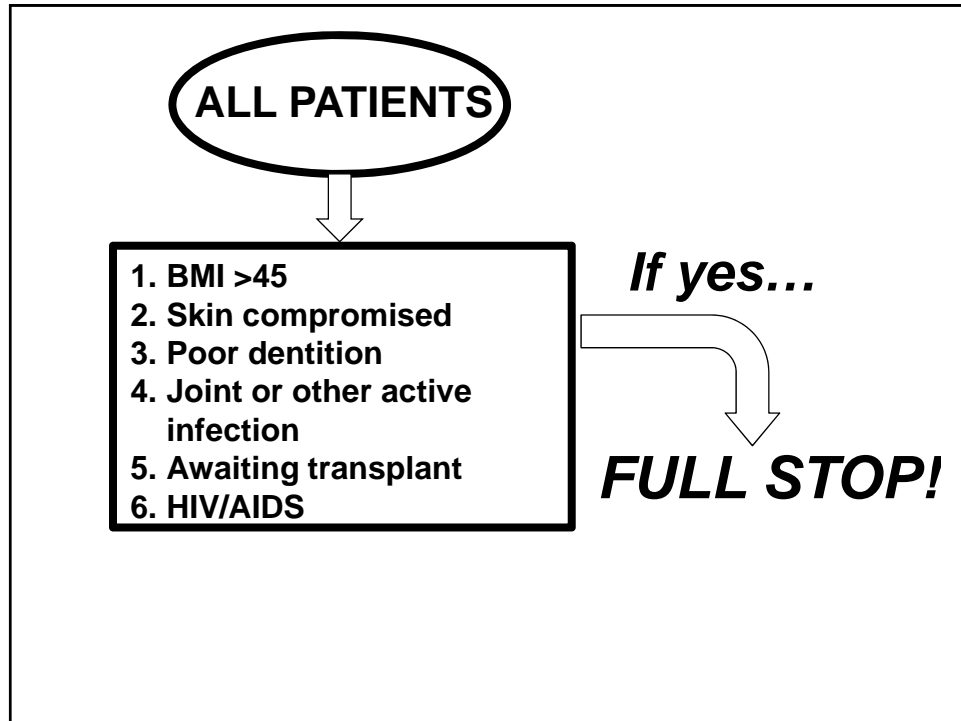 ALL PATIENTS
1. BMI >45
2. Skin compromised
3. Poor dentition
4. Joint or other active
infection
5. Awaiting transplant
6. HIV/AIDS
If yes…
FULL STOP!